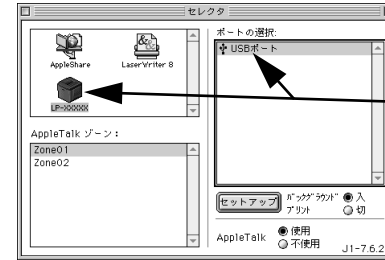 セレクタ
AppleShare
LaserWriter 8
LP-XXXXX
AppleTalk ゾーン：
Zone01
Zone02
ポートの選択:
USBポート
セットアップ
バックグラウンド
プリント
入
切
AppleTalk
使用
不使用
J1-7.6.2